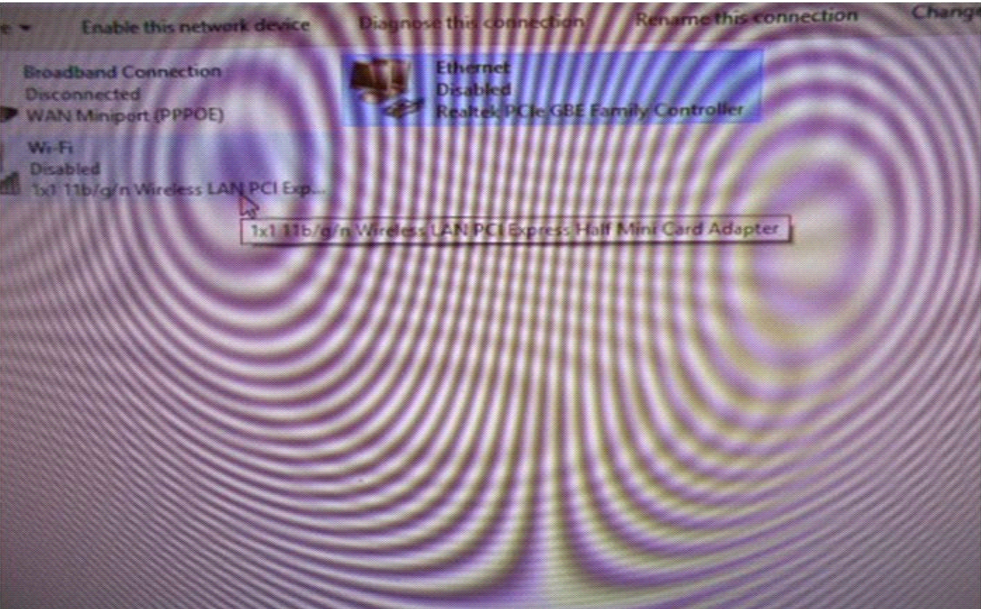 e Enable this network device Diagnose this connection Rename this connection Change
Broadband Connection
Disconnected
WAN Miniport (PPPOE)
Ethernet
Disabled
Realtek PCIe GBE Family Controller
Wi-Fi
Disabled
1x1 11b/g/n Wireless LAN PCI Exp...
1x1 11b/g/n Wireless LAN PCI Express Half Mini Card Adapter